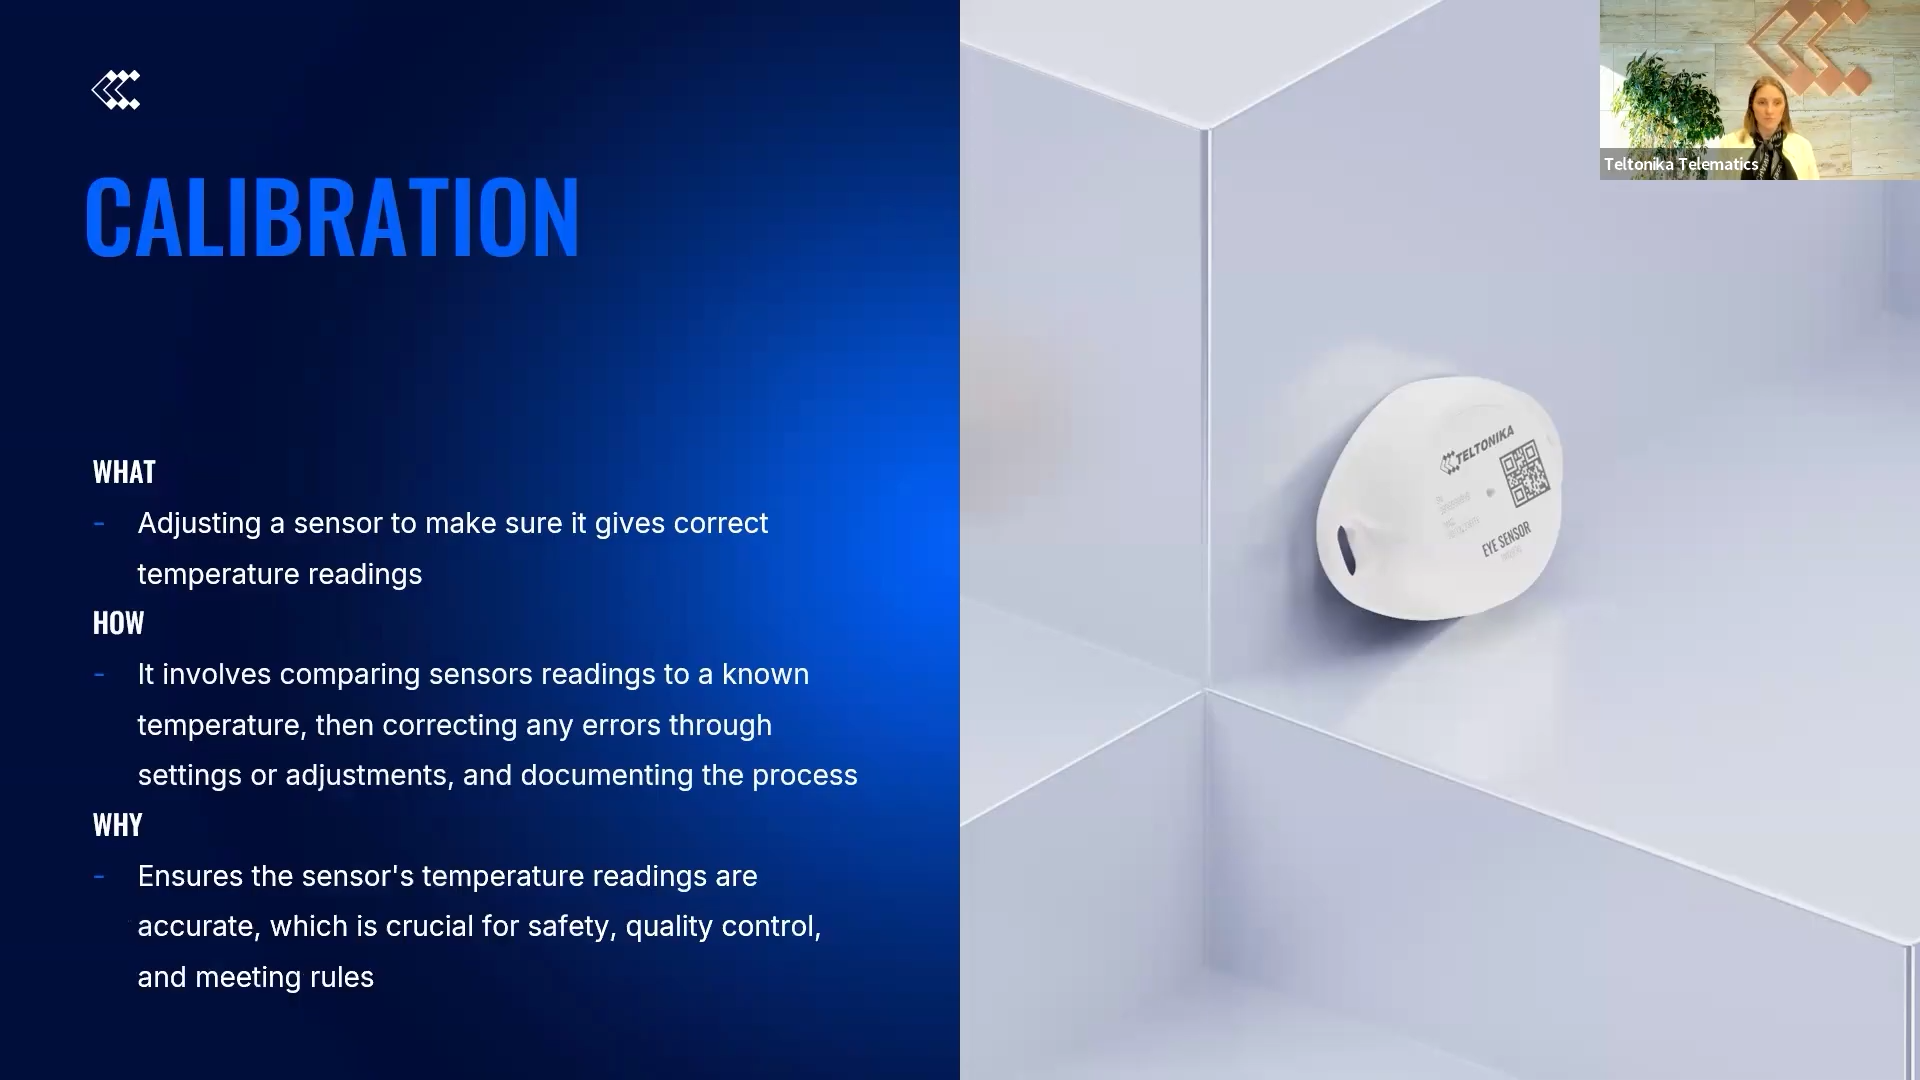 CALIBRATION
WHAT
- Adjusting a sensor to make sure it gives correct
temperature readings
HOW
- It involves comparing sensors readings to a known
temperature, then correcting any errors through
settings or adjustments, and documenting the process
WHY
- Ensures the sensor's temperature readings are
accurate, which is crucial for safety, quality control,
and meeting rules
TELTONIKA
EYE SENSOR
Teltonika Telematics